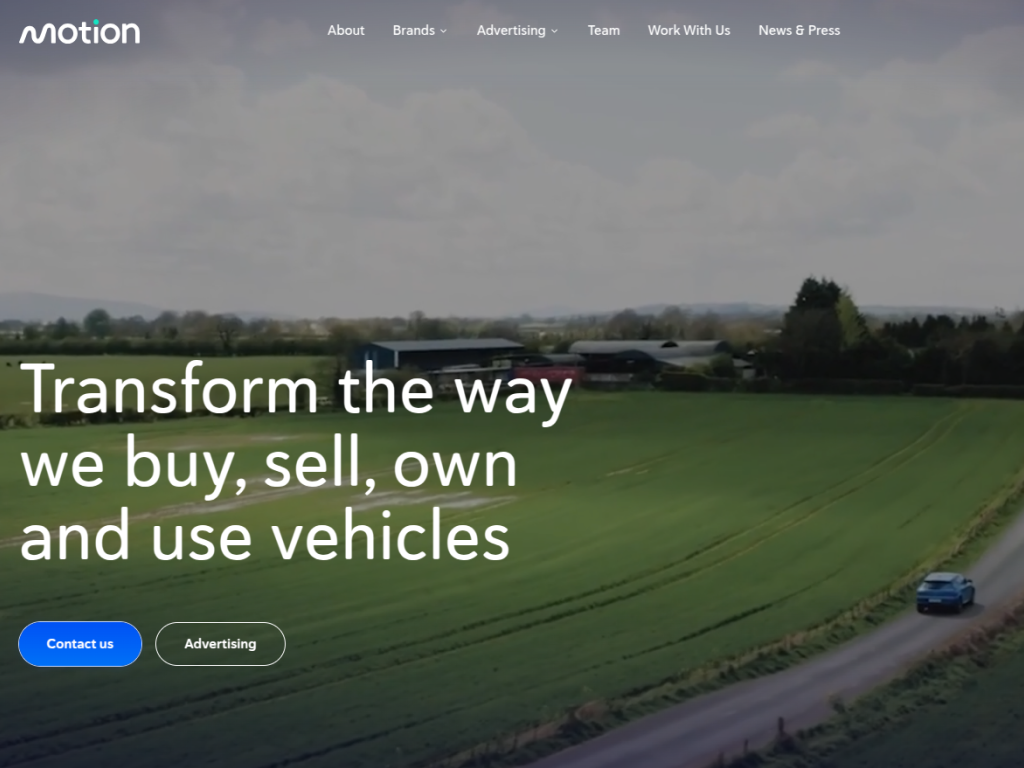 motion
About
Brands
Advertising
Team
Work With Us
News & Press
Transform the way
we buy, sell, own
and use vehicles
Contact us
Advertising